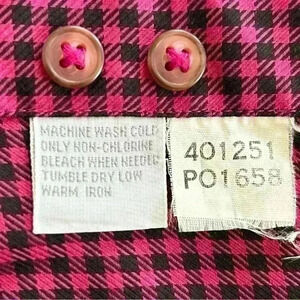 MACHINE WASH COLD
ONLY NON-CHLORINE
BLEACH WHEN NEEDED
TUMBLE DRY LOW
WARM IRON
401251
PO1658